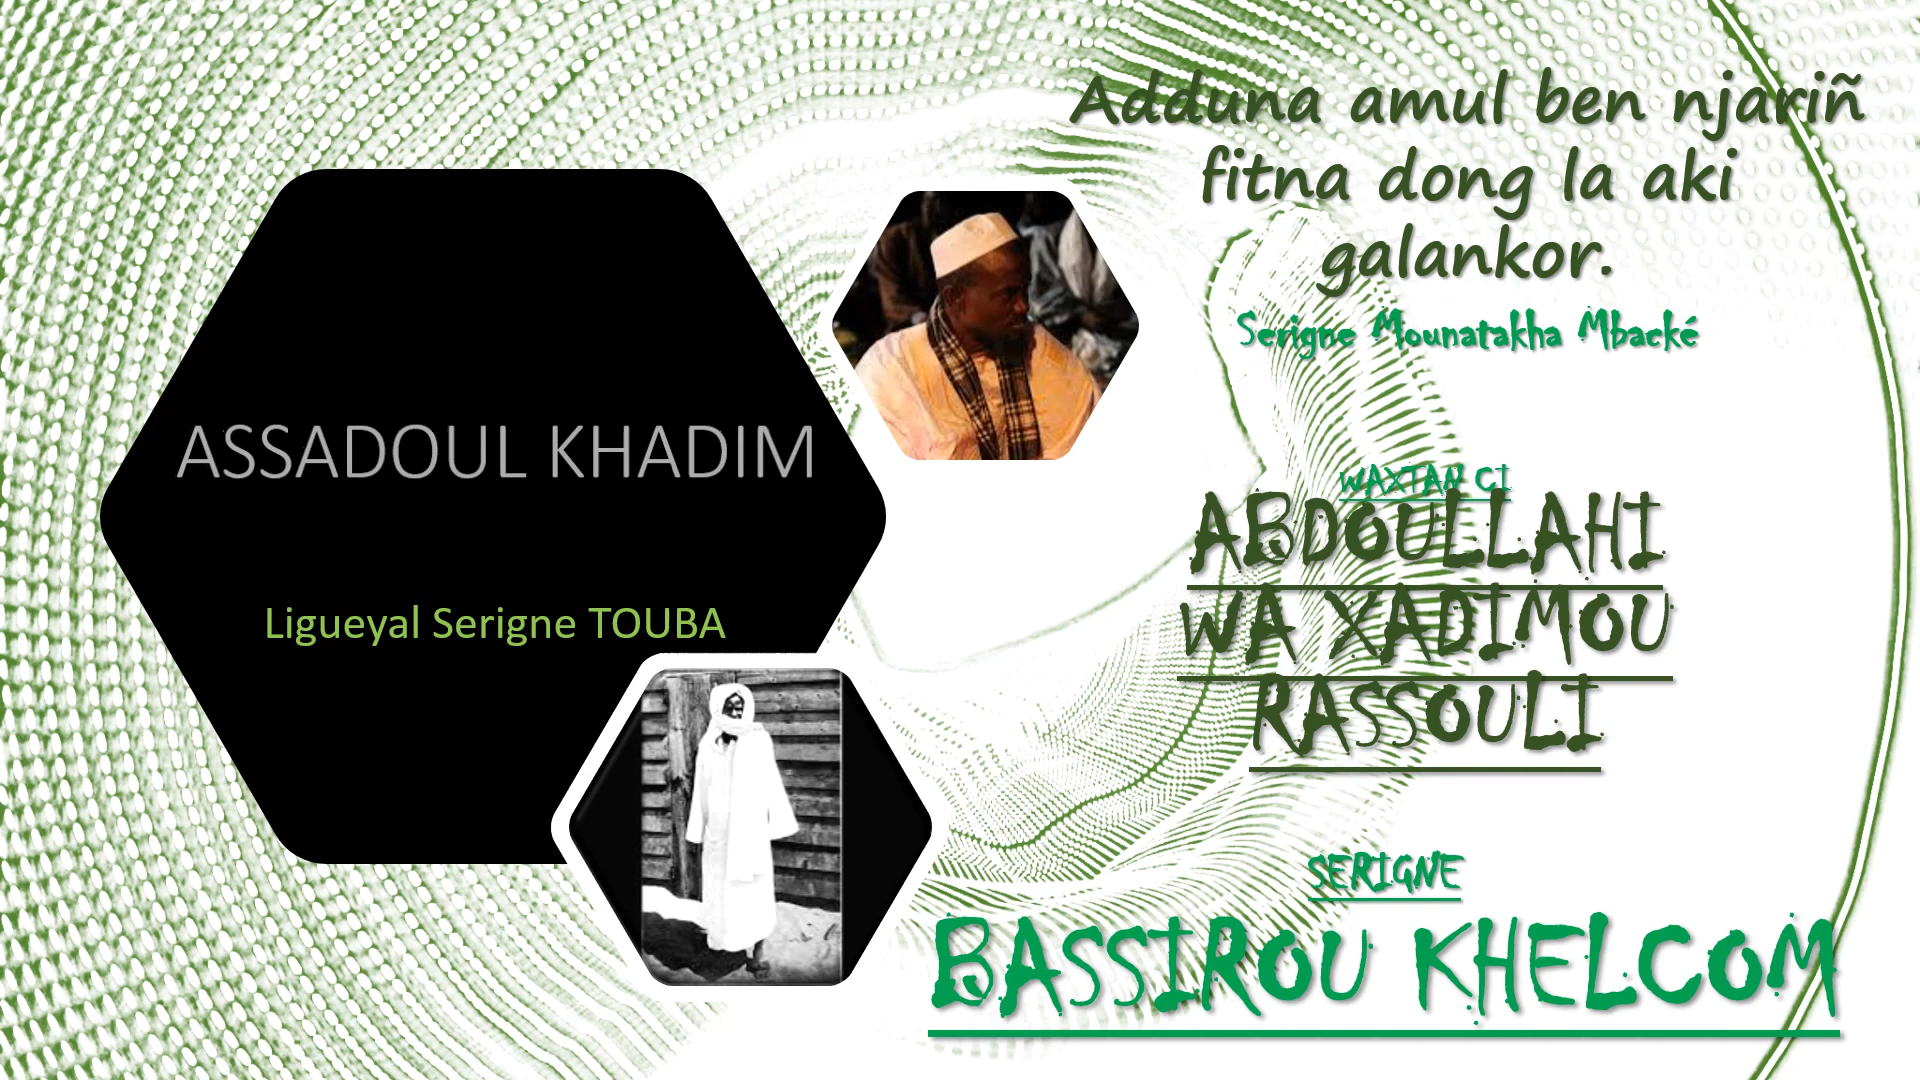 ASSADOUL KHADIM
Ligueyal Serigne TOUBA
Adduna amul ben njariñ
fitna dong la aki
galankor.
Serigne Mounatakha Mbacké
WAXTAN CI
ABDOULLAHI
WA XADIMOU
RASSOULI
SERIGNE
BASSIROU KHELCOM